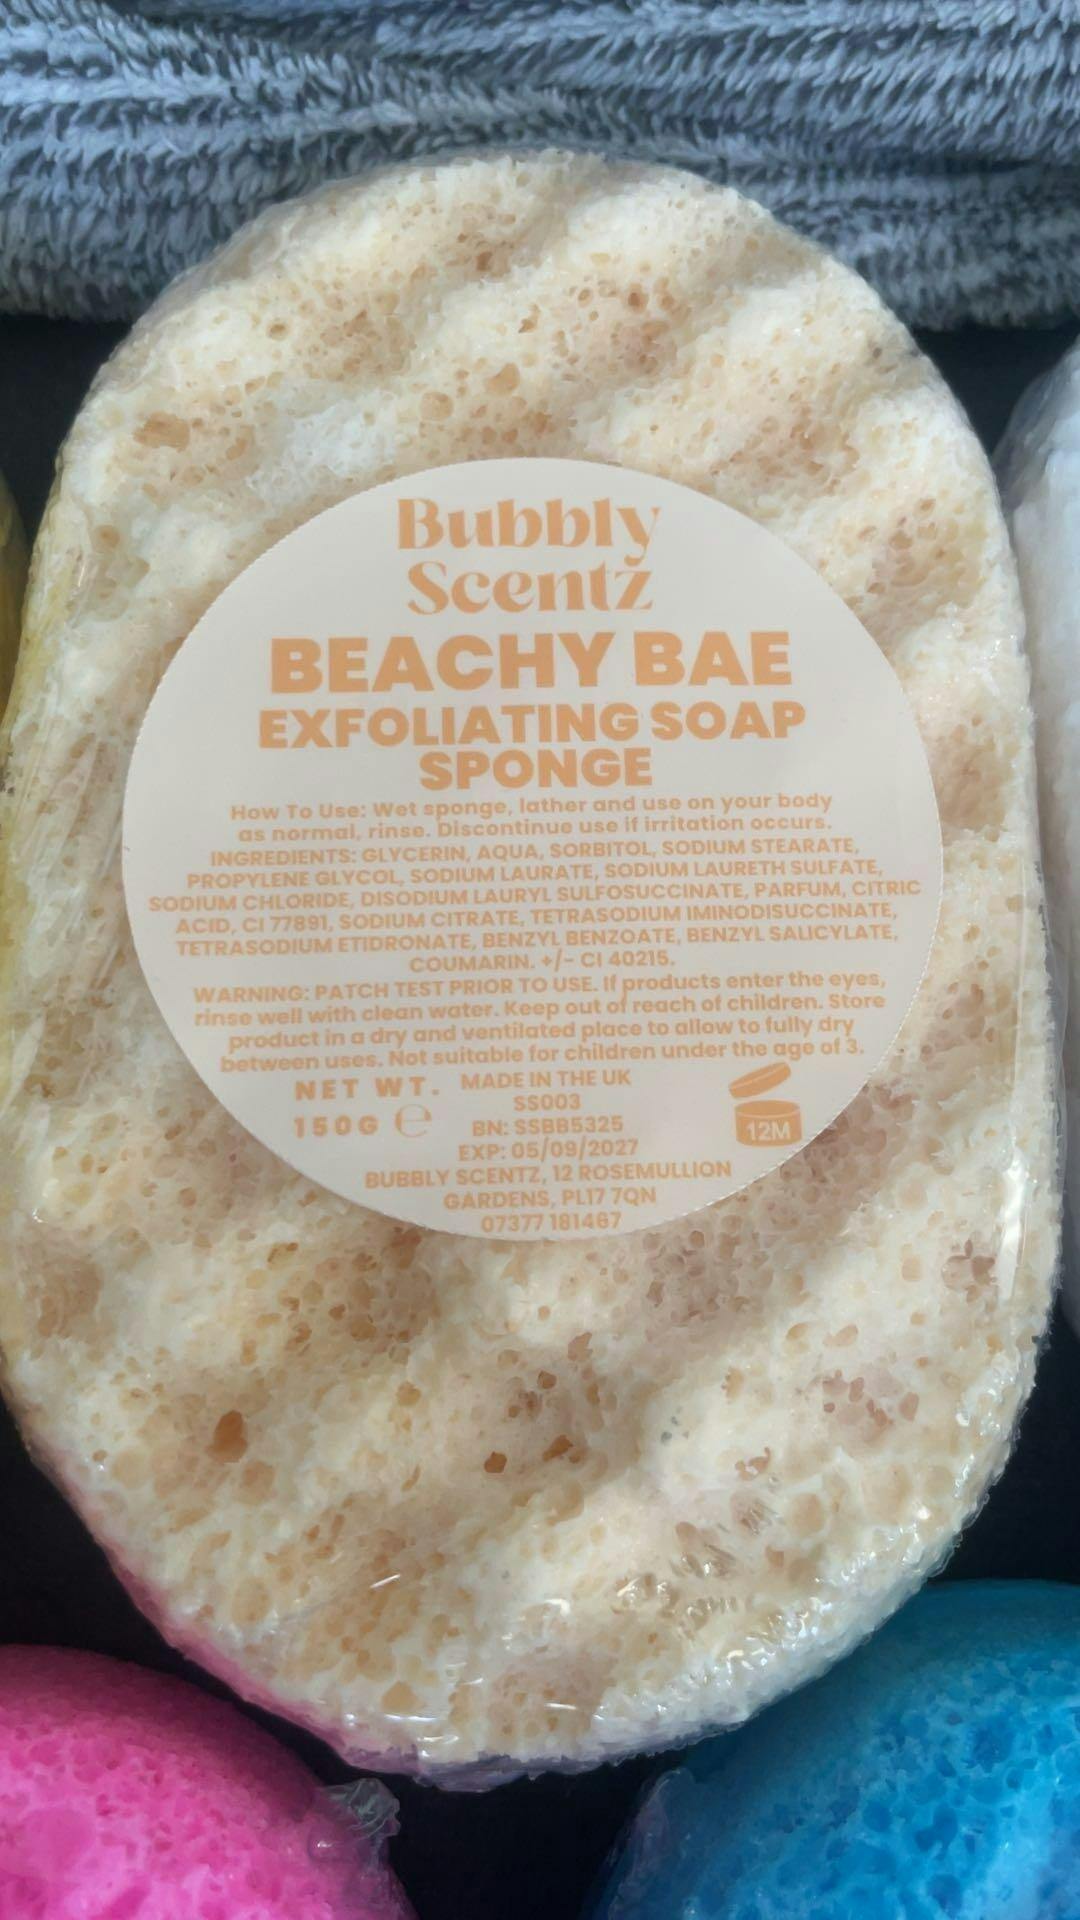 Bubbly
Scentz
BEACHY BAE
EXFOLIATING SOAP
SPONGE
How To Use: Wet sponge, lather and use on your body
as normal, rinse. Discontinue use if irritation occurs.
INGREDIENTS: GLYCERIN, AQUA, SORBITOL, SODIUM STEARATE,
PROPYLENE GLYCOL, SODIUM LAURATE, SODIUM LAURETH SULFATE,
SODIUM CHLORIDE, DISODIUM LAURYL SULFOSUCCINATE, PARFUM, CITRIC
ACID, CI 77891, SODIUM CITRATE, TETRASODIUM IMINODISUCCINATE,
TETRASODIUM ETIDRONATE, BENZYL BENZOATE, BENZYL SALICYLATE,
COUMARIN. +/- CI 40215.
WARNING: PATCH TEST PRIOR TO USE. If products enter the eyes,
rinse well with clean water. Keep out of reach of children. Store
product in a dry and ventilated place to allow to fully dry
between uses. Not suitable for children under the age of 3.
NET WT.
150G ℮
MADE IN THE UK
SS003
BN: SSBB5325
EXP: 05/09/2027
BUBBLY SCENTZ, 12 ROSEMULLION
GARDENS, PL17 7QN
07377 181467
12M